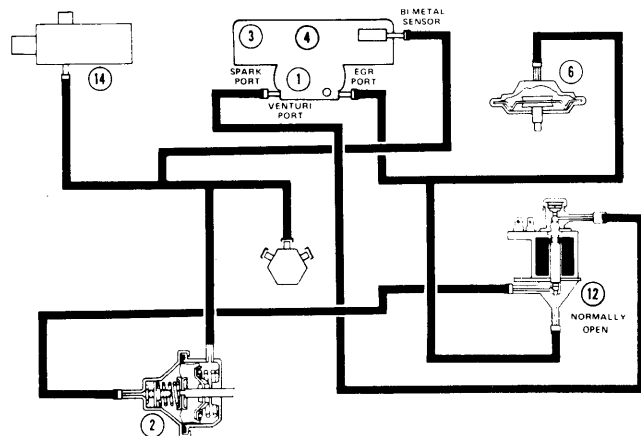 BI METAL
SENSOR
3
4
14
SPARK
PORT
1
EGR
PORT
6
VENTURI
PORT
12
NORMALLY
OPEN
2